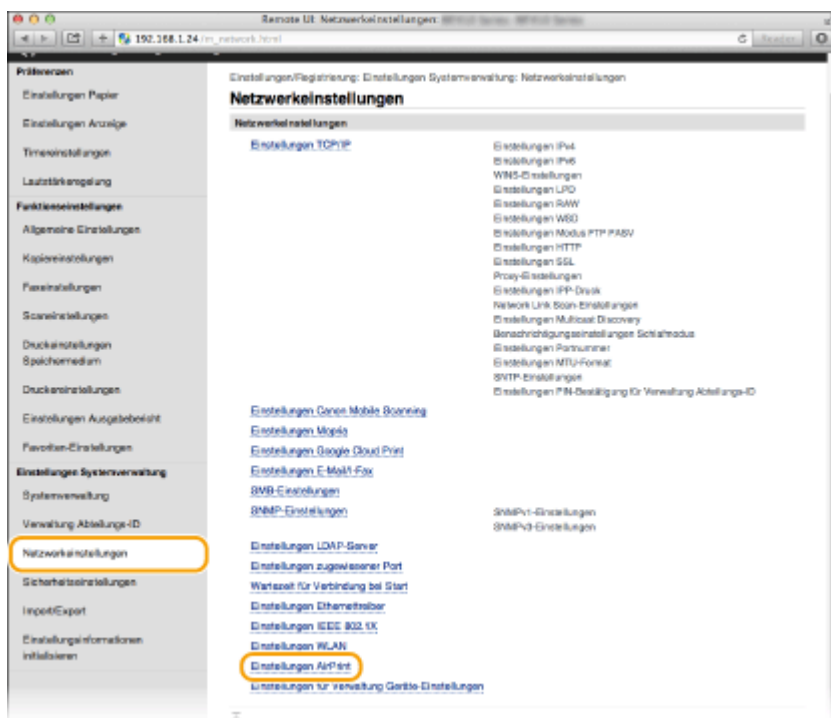 Remote UI: Netzwerkeinstellungen:
192.168.1.24/m_network.html
Reader
Präferenzen
Einstellungen Papier
Einstellungen Anzeige
Timereinstellungen
Lautstärkeregelung
Funktionseinstellungen
Allgemeine Einstellungen
Kopiereinstellungen
Faxeinstellungen
Scaneinstellungen
Druckeinstellungen
Speichermedium
Druckereinstellungen
Einstellungen Ausgabebericht
Favoriten-Einstellungen
Einstellungen Systemverwaltung
Systemverwaltung
Verwaltung Abteilungs-ID
Netzwerkeinstellungen
Sicherheitseinstellungen
Import/Export
Einstellungsinformationen
initialisieren
Einstellungen/Registrierung: Einstellungen Systemverwaltung: Netzwerkeinstellungen
Netzwerkeinstellungen
Netzwerkeinstellungen
Einstellungen TCP/IP
Einstellungen IPv4
Einstellungen IPv6
WINS-Einstellungen
Einstellungen LPD
Einstellungen RAW
Einstellungen WSD
Einstellungen Modus FTP PASV
Einstellungen HTTP
Einstellungen SSL
Proxy-Einstellungen
Einstellungen IPP-Druck
Network Link Scan-Einstellungen
Einstellungen Multicast Discovery
Benachrichtigungseinstellungen Schlafmodus
Einstellungen Portnummer
Einstellungen MTU-Format
SNTP-Einstellungen
Einstellungen PIN-Bestätigung für Verwaltung Abteilungs-ID
Einstellungen Canon Mobile Scanning
Einstellungen Mopria
Einstellungen Google Cloud Print
Einstellungen E-Mail/I-Fax
SMB-Einstellungen
SNMP-Einstellungen
SNMPv1-Einstellungen
SNMPv3-Einstellungen
Einstellungen LDAP-Server
Einstellungen zugewiesener Port
Wartezeit für Verbindung bei Start
Einstellungen Ethernettreiber
Einstellungen IEEE 802.1X
Einstellungen WLAN
Einstellungen AirPrint
Einstellungen für Verwaltung Geräte-Einstellungen